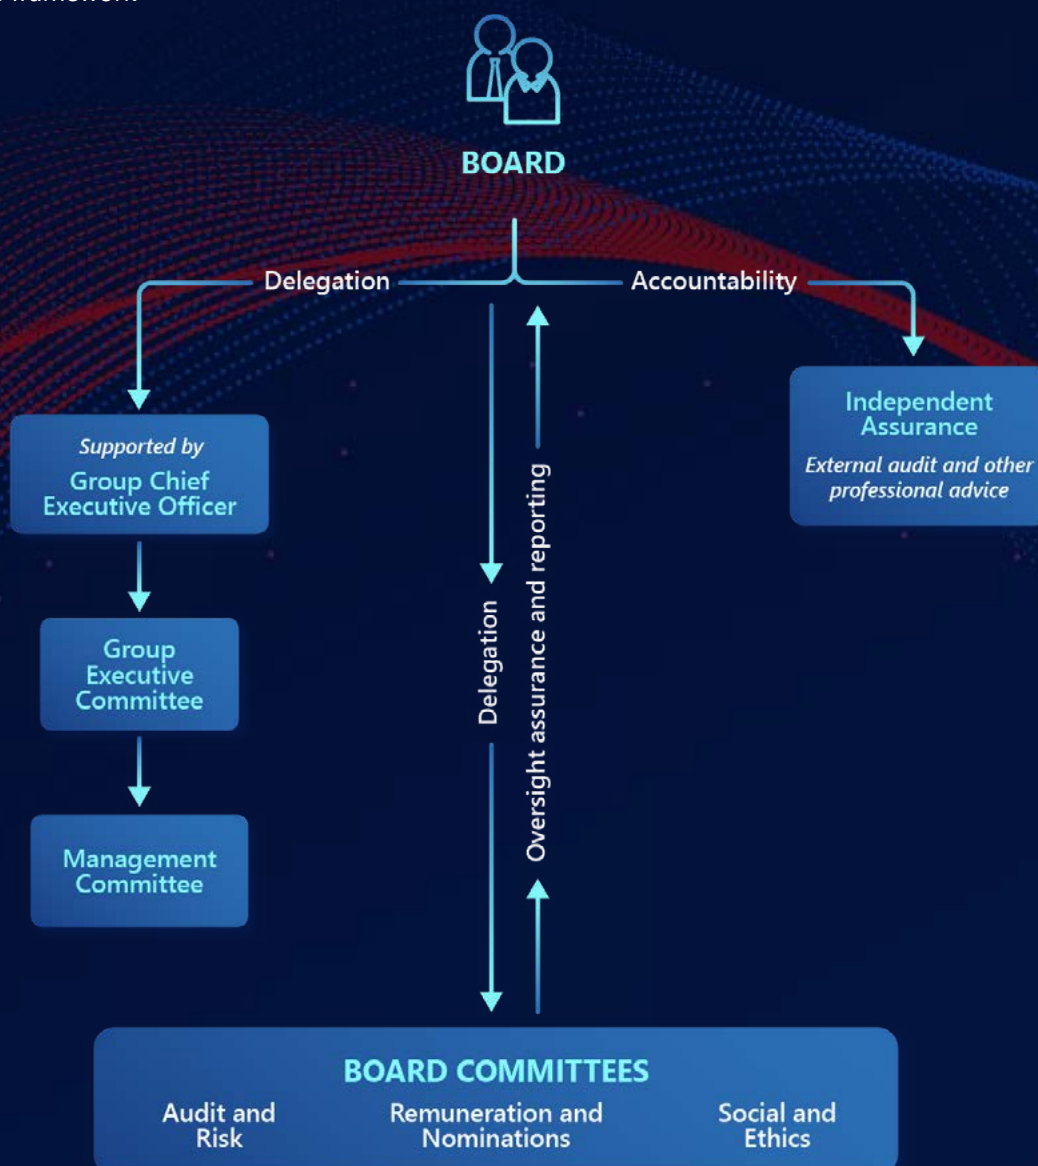 framework
BOARD
Delegation
Accountability
Supported by
Group Chief
Executive Officer
Independent
Assurance
External audit and other
professional advice
Group
Executive
Committee
Management
Committee
Delegation
Oversight assurance and reporting
BOARD COMMITTEES
Audit and
Risk
Remuneration and
Nominations
Social and
Ethics